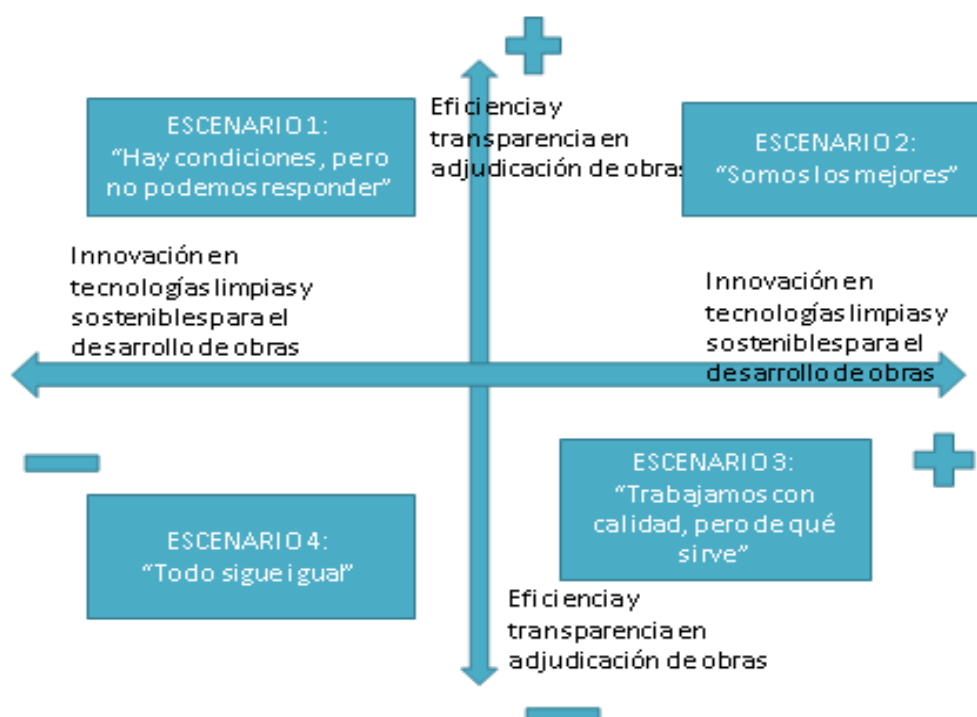 Eficiencia y
transparencia en
adjudicación de obras
ESCENARIO 1:
“Hay condiciones, pero
no podemos responder”
ESCENARIO 2:
“Somos los mejores”
Innovación en
tecnologías limpias y
sostenibles para el
desarrollo de obras
Innovación en
tecnologías limpias y
sostenibles para el
desarrollo de obras
ESCENARIO 3:
“Trabajamos con
calidad, pero de qué
sirve”
ESCENARIO 4:
“Todo sigue igual”
Eficiencia y
transparencia en
adjudicación de obras